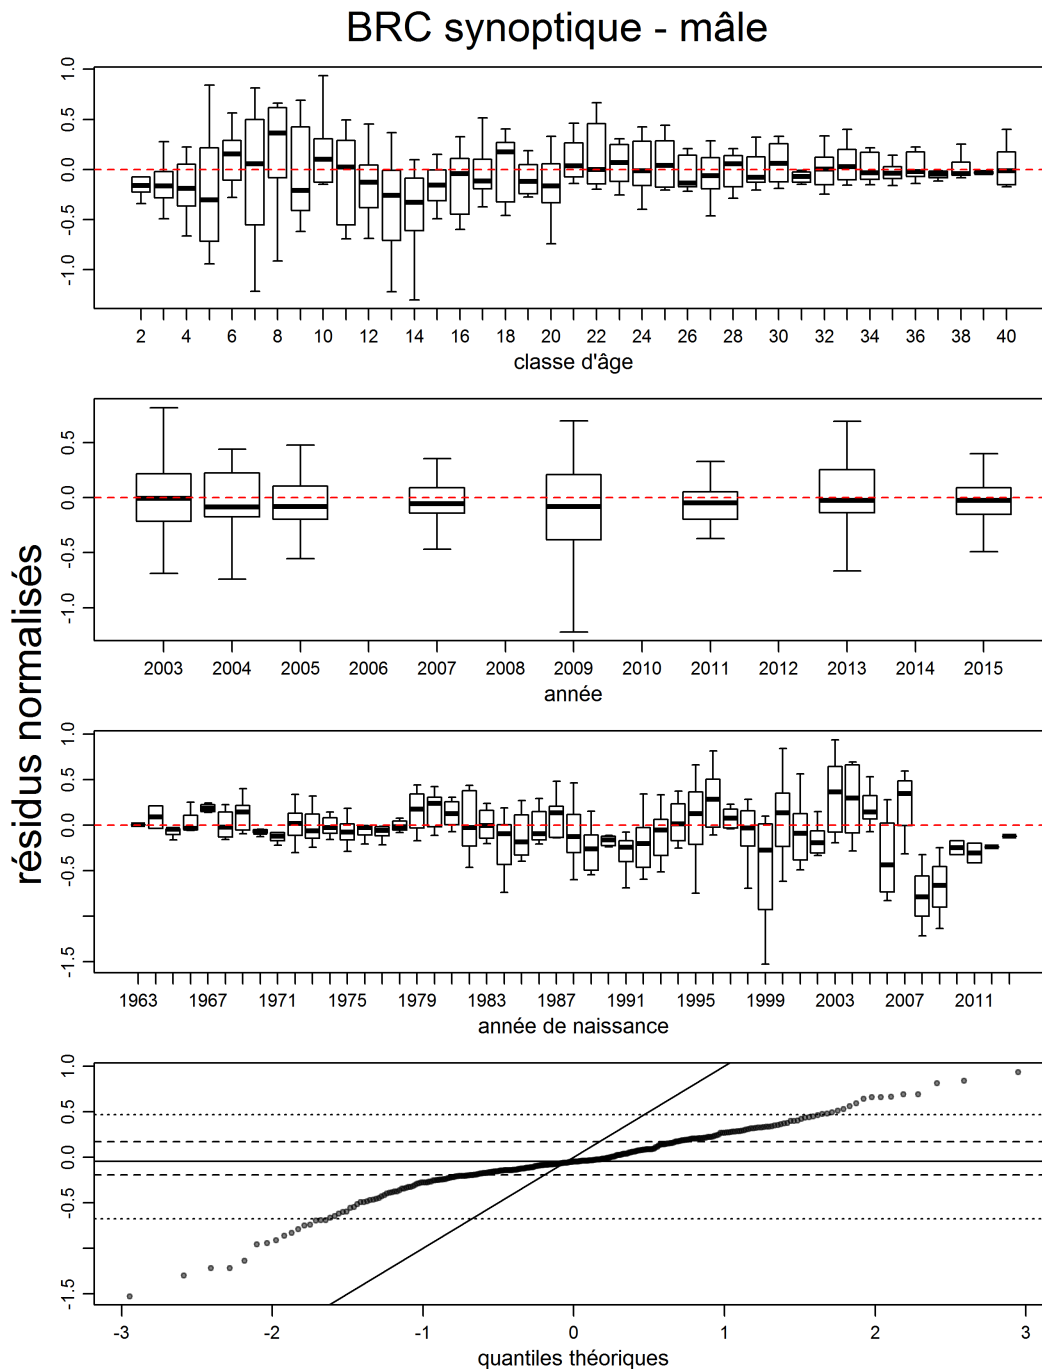 BRC synoptique - mâle
résidus normalisés
1.0
0.5
0.0
-0.5
-1.0
2 4 6 8 10 12 14 16 18 20 22 24 26 28 30 32 34 36 38 40
classe d'âge
0.5
0.0
-0.5
-1.0
2003 2004 2005 2006 2007 2008 2009 2010 2011 2012 2013 2014 2015
année
1.0
0.5
0.0
-0.5
-1.5
1963 1967 1971 1975 1979 1983 1987 1991 1995 1999 2003 2007 2011
année de naissance
1.0
0.5
0.0
-0.5
-1.5
-3 -2 -1 0 1 2 3
quantiles théoriques